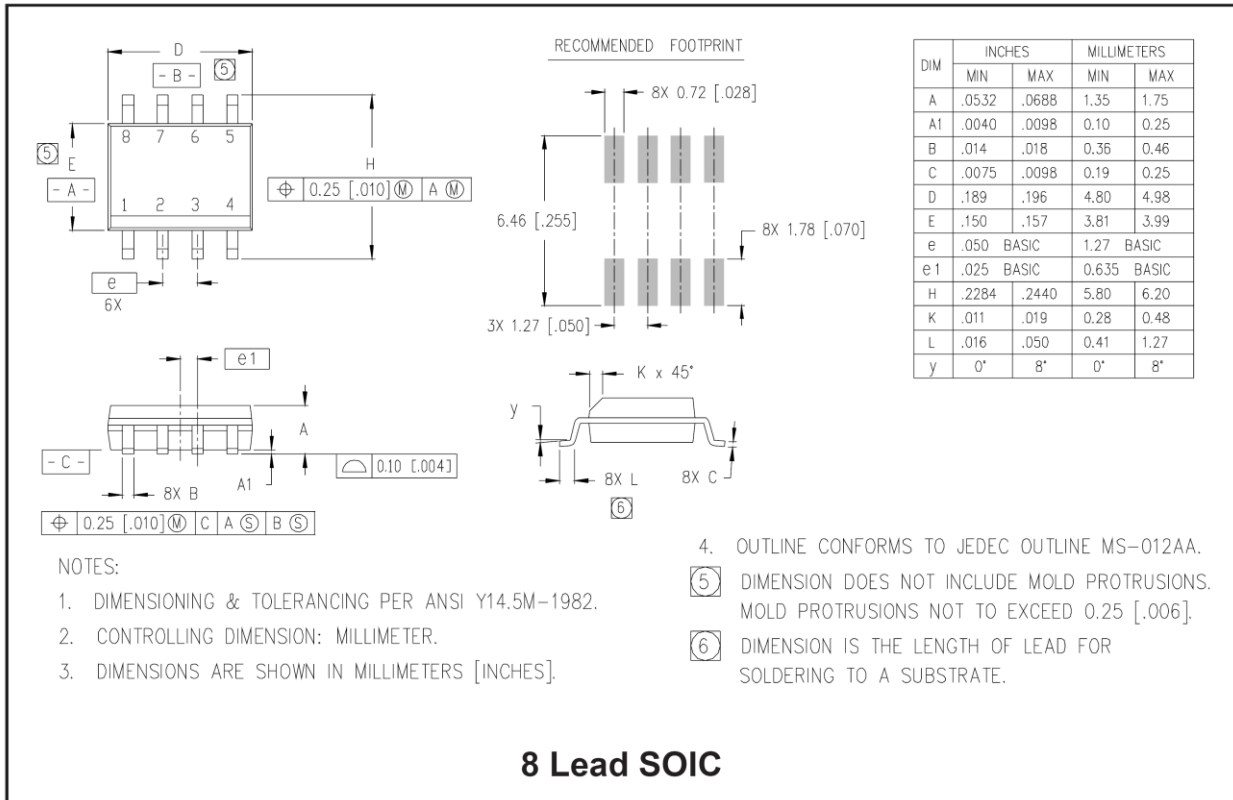 D
- B -
5
8 7 6 5
5
E
- A -
H
⌖ 0.25 [.010] Ⓜ A Ⓜ
1 2 3 4
e
6X
RECOMMENDED FOOTPRINT
8X 0.72 [.028]
6.46 [.255]
8X 1.78 [.070]
3X 1.27 [.050]
DIM INCHES MILLIMETERS
MIN MAX MIN MAX
A .0532 .0688 1.35 1.75
A1 .0040 .0098 0.10 0.25
B .014 .018 0.36 0.46
C .0075 .0098 0.19 0.25
D .189 .196 4.80 4.98
E .150 .157 3.81 3.99
e .050 BASIC 1.27 BASIC
e1 .025 BASIC 0.635 BASIC
H .2284 .2440 5.80 6.20
K .011 .019 0.28 0.48
L .016 .050 0.41 1.27
y 0° 8° 0° 8°
e1
A
- C -
8X B
A1
⌓ 0.10 [.004]
⌖ 0.25 [.010] Ⓜ C A Ⓢ B Ⓢ
K x 45°
y
8X L
8X C
6
NOTES:
1. DIMENSIONING & TOLERANCING PER ANSI Y14.5M-1982.
2. CONTROLLING DIMENSION: MILLIMETER.
3. DIMENSIONS ARE SHOWN IN MILLIMETERS [INCHES].
4. OUTLINE CONFORMS TO JEDEC OUTLINE MS-012AA.
5 DIMENSION DOES NOT INCLUDE MOLD PROTRUSIONS.
MOLD PROTRUSIONS NOT TO EXCEED 0.25 [.006].
6 DIMENSION IS THE LENGTH OF LEAD FOR
SOLDERING TO A SUBSTRATE.
8 Lead SOIC